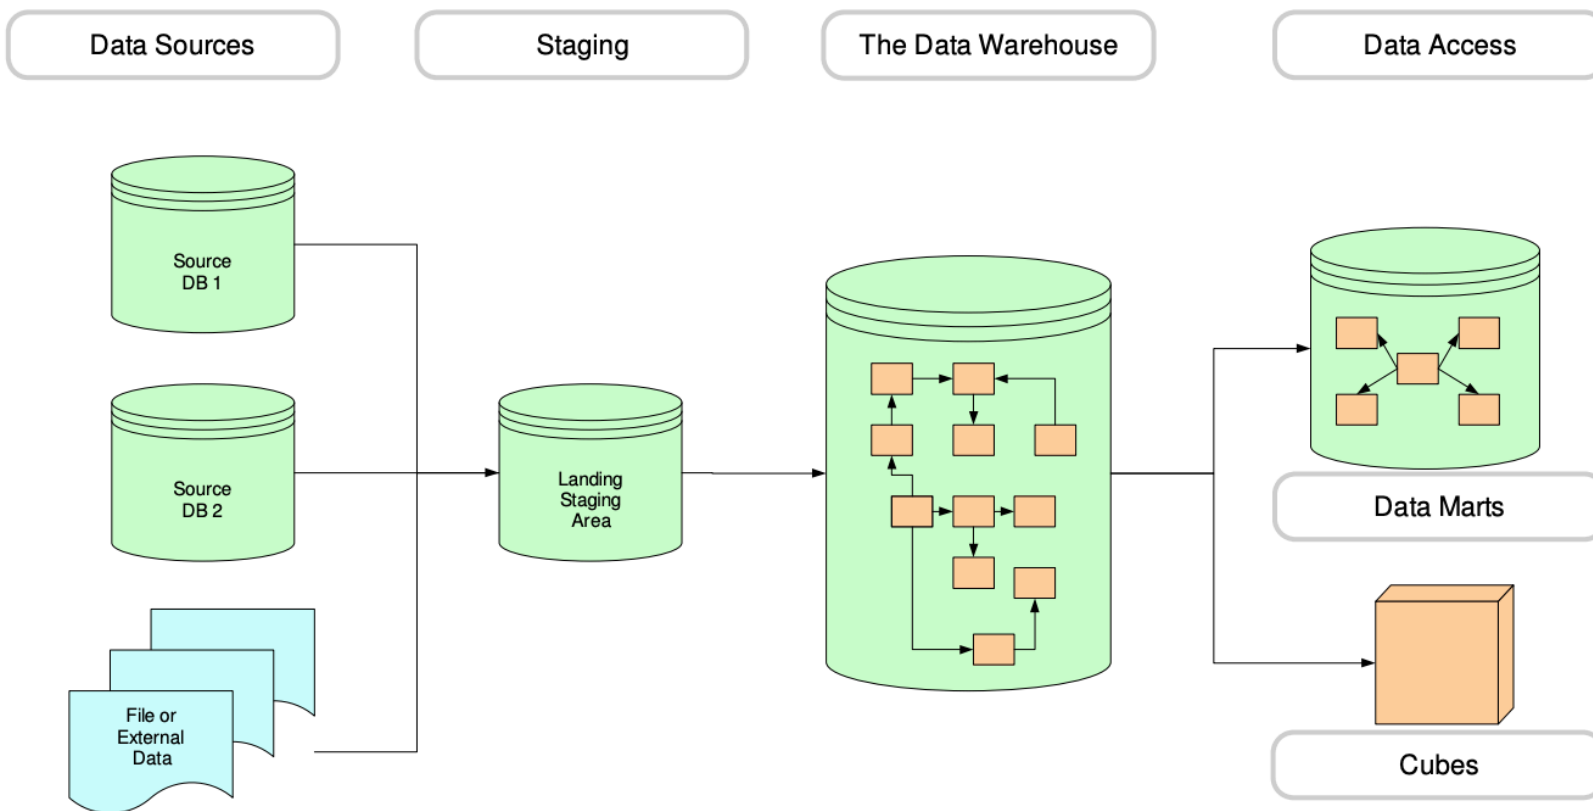 Data Sources
Staging
The Data Warehouse
Data Access
Source
DB 1
Source
DB 2
File or
External
Data
Landing
Staging
Area
Data Marts
Cubes